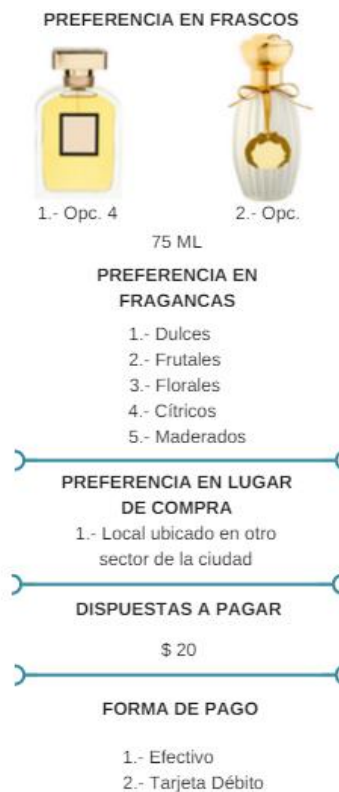 PREFERENCIA EN FRASCOS
1.- Opc. 4
2.- Opc.
75 ML
PREFERENCIA EN
FRAGANCAS
1.- Dulces
2.- Frutales
3.- Florales
4.- Cítricos
5.- Maderados
PREFERENCIA EN LUGAR
DE COMPRA
1.- Local ubicado en otro
sector de la ciudad
DISPUESTAS A PAGAR
$ 20
FORMA DE PAGO
1.- Efectivo
2.- Tarjeta Débito